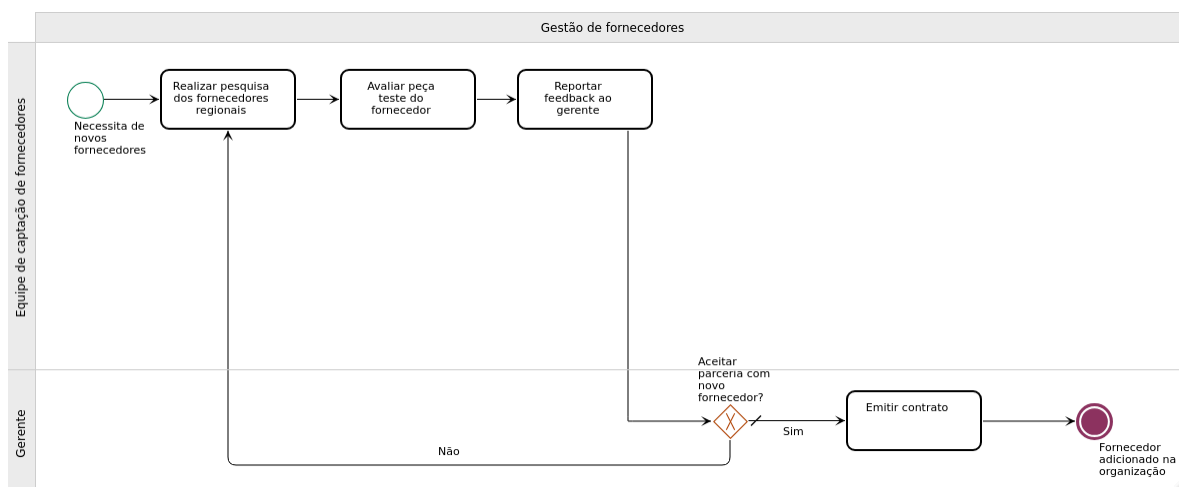 Gestão de fornecedores
Equipe de captação de fornecedores
Necessita de
novos
fornecedores
Realizar pesquisa
dos fornecedores
regionais
Avaliar peça
teste do
fornecedor
Reportar
feedback ao
gerente
Gerente
Aceitar
parceria com
novo
fornecedor?
Não
Sim
Emitir contrato
Fornecedor
adicionado na
organização